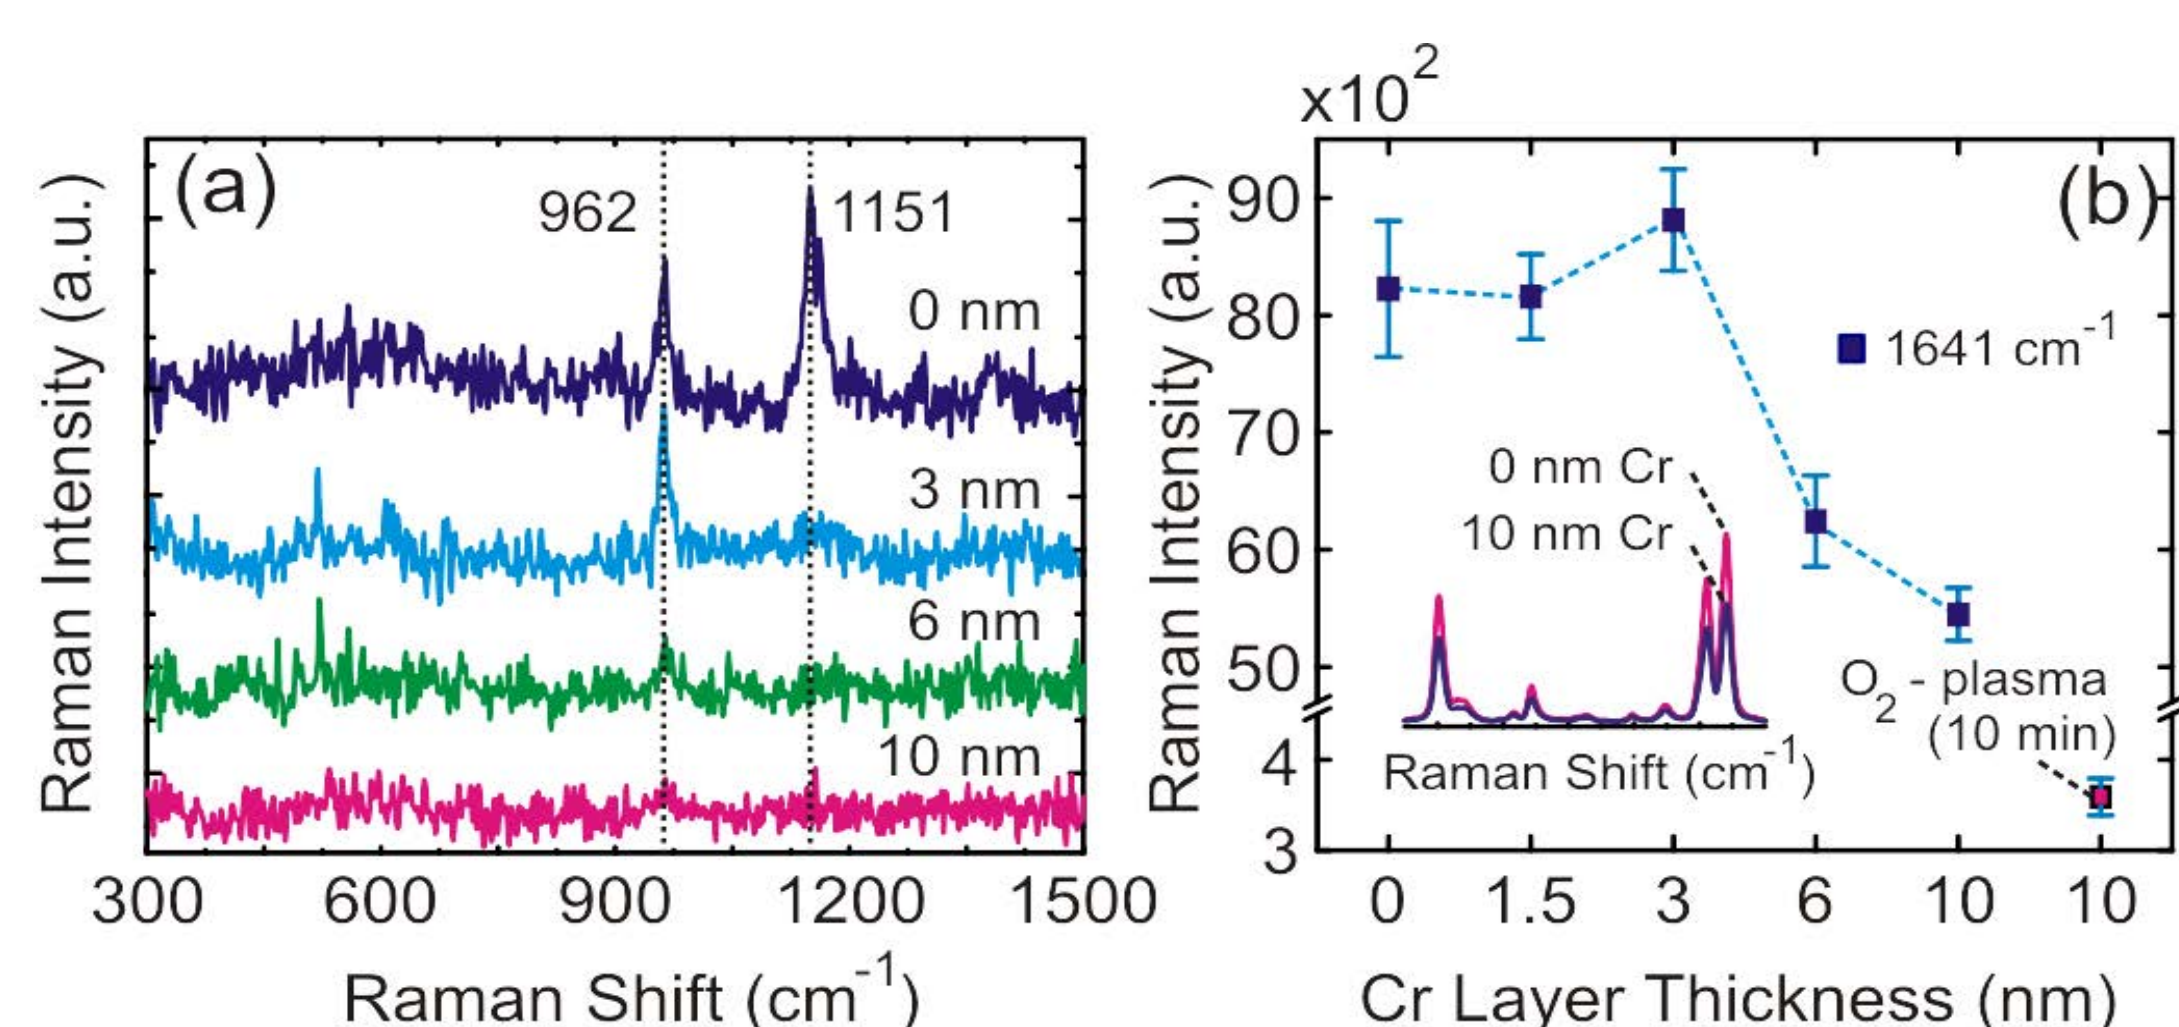 (a)
962
1151
0 nm
3 nm
6 nm
10 nm
Raman Intensity (a.u.)
300 600 900 1200 1500
Raman Shift (cm⁻¹)
x10²
(b)
90
80
70
60
50
4
3
1641 cm⁻¹
0 nm Cr
10 nm Cr
Raman Shift (cm⁻¹)
O₂ - plasma
(10 min)
Raman Intensity (a.u.)
0 1.5 3 6 10 10
Cr Layer Thickness (nm)